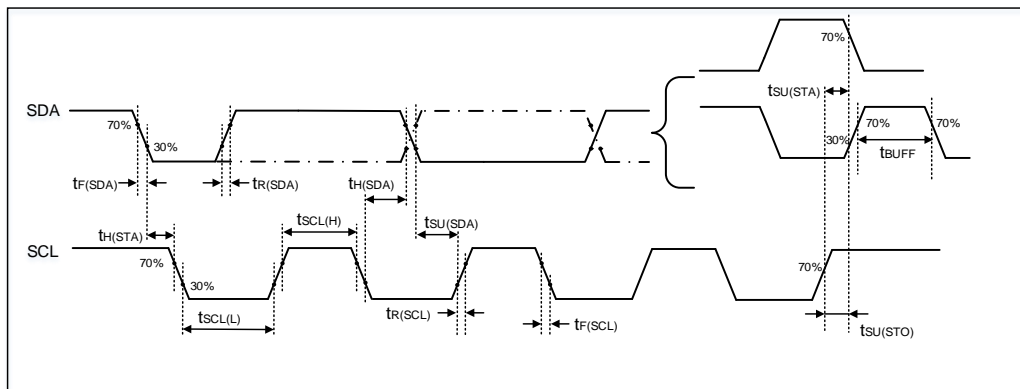 70%
tSU(STA)
SDA
70%
30%
30%
70%
70%
tBUFF
tF(SDA)
tR(SDA)
tH(SDA)
tSCL(H)
tSU(SDA)
tH(STA)
SCL
70%
30%
70%
tR(SCL)
tSCL(L)
tF(SCL)
tSU(STO)